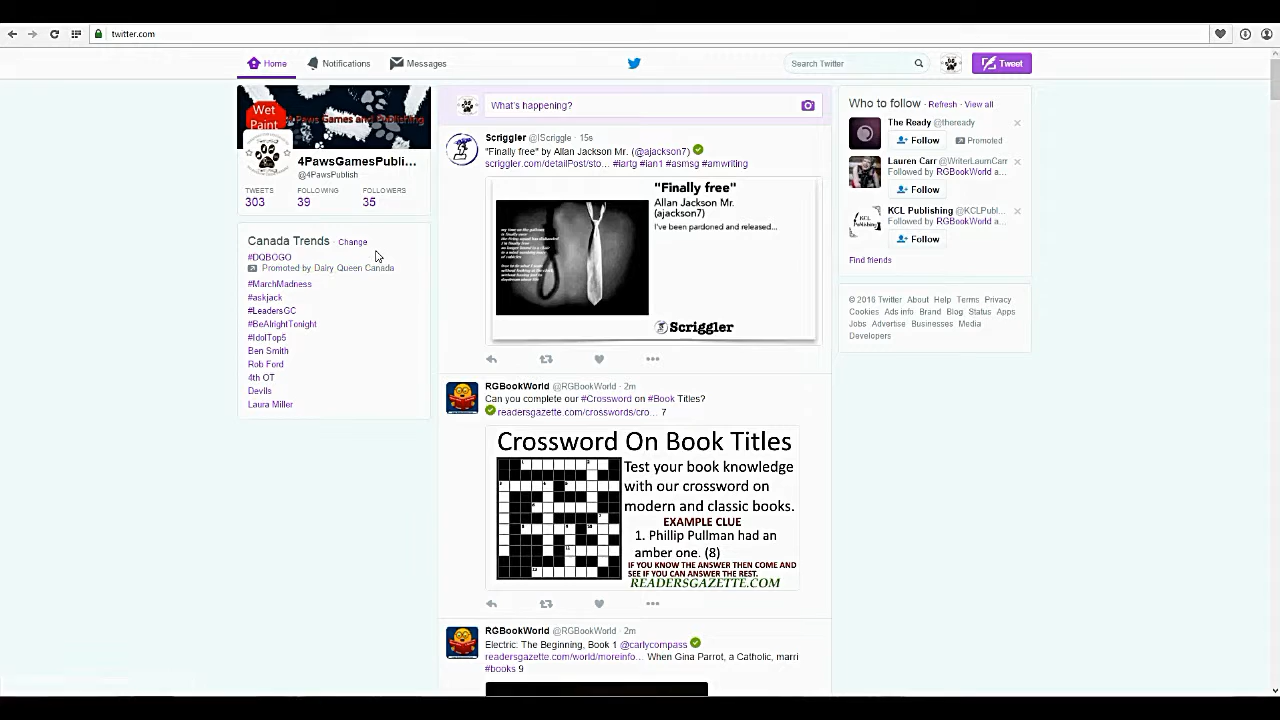 twitter.com
Home
Notifications
Messages
Search Twitter
Tweet
Wet
Paint
4 Paws Games and Publishing
4PawsGamesPubli...
@4PawsPublish
TWEETS FOLLOWING FOLLOWERS
303 39 35
Canada Trends · Change
#DQBOGO
Promoted by Dairy Queen Canada
#MarchMadness
#askjack
#LeadersGC
#BeAlrightTonight
#IdolTop5
Ben Smith
Rob Ford
4th OT
Devils
Laura Miller
What's happening?
Scriggler @IScriggle · 15s
"Finally free" by Allan Jackson Mr. (@ajackson7)
scriggler.com/detailPost/sto... #iartg #ian1 #asmsg #amwriting
"Finally free"
Allan Jackson Mr.
(ajackson7)
I've been pardoned and released...
Scriggler
RGBookWorld @RGBookWorld · 2m
Can you complete our #Crossword on #Book Titles?
readersgazette.com/crosswords/cro... 7
Crossword On Book Titles
Test your book knowledge
with our crossword on
modern and classic books.
EXAMPLE CLUE
1. Phillip Pullman had an
amber one. (8)
IF YOU KNOW THE ANSWER THEN COME AND
SEE IF YOU CAN ANSWER THE REST.
READERSGAZETTE.COM
RGBookWorld @RGBookWorld · 2m
Electric: The Beginning, Book 1 @carlycompass
readersgazette.com/world/moreinfo... When Gina Parrot, a Catholic, marri
#books 9
Who to follow · Refresh · View all
The Ready @theready
Follow
Promoted
Lauren Carr @WriterLaurnCarr
Followed by RGBookWorld a...
Follow
KCL Publishing @KCLPubl...
Followed by RGBookWorld a...
Follow
KCL
Find friends
© 2016 Twitter About Help Terms Privacy
Cookies Ads info Brand Blog Status Apps
Jobs Advertise Businesses Media
Developers